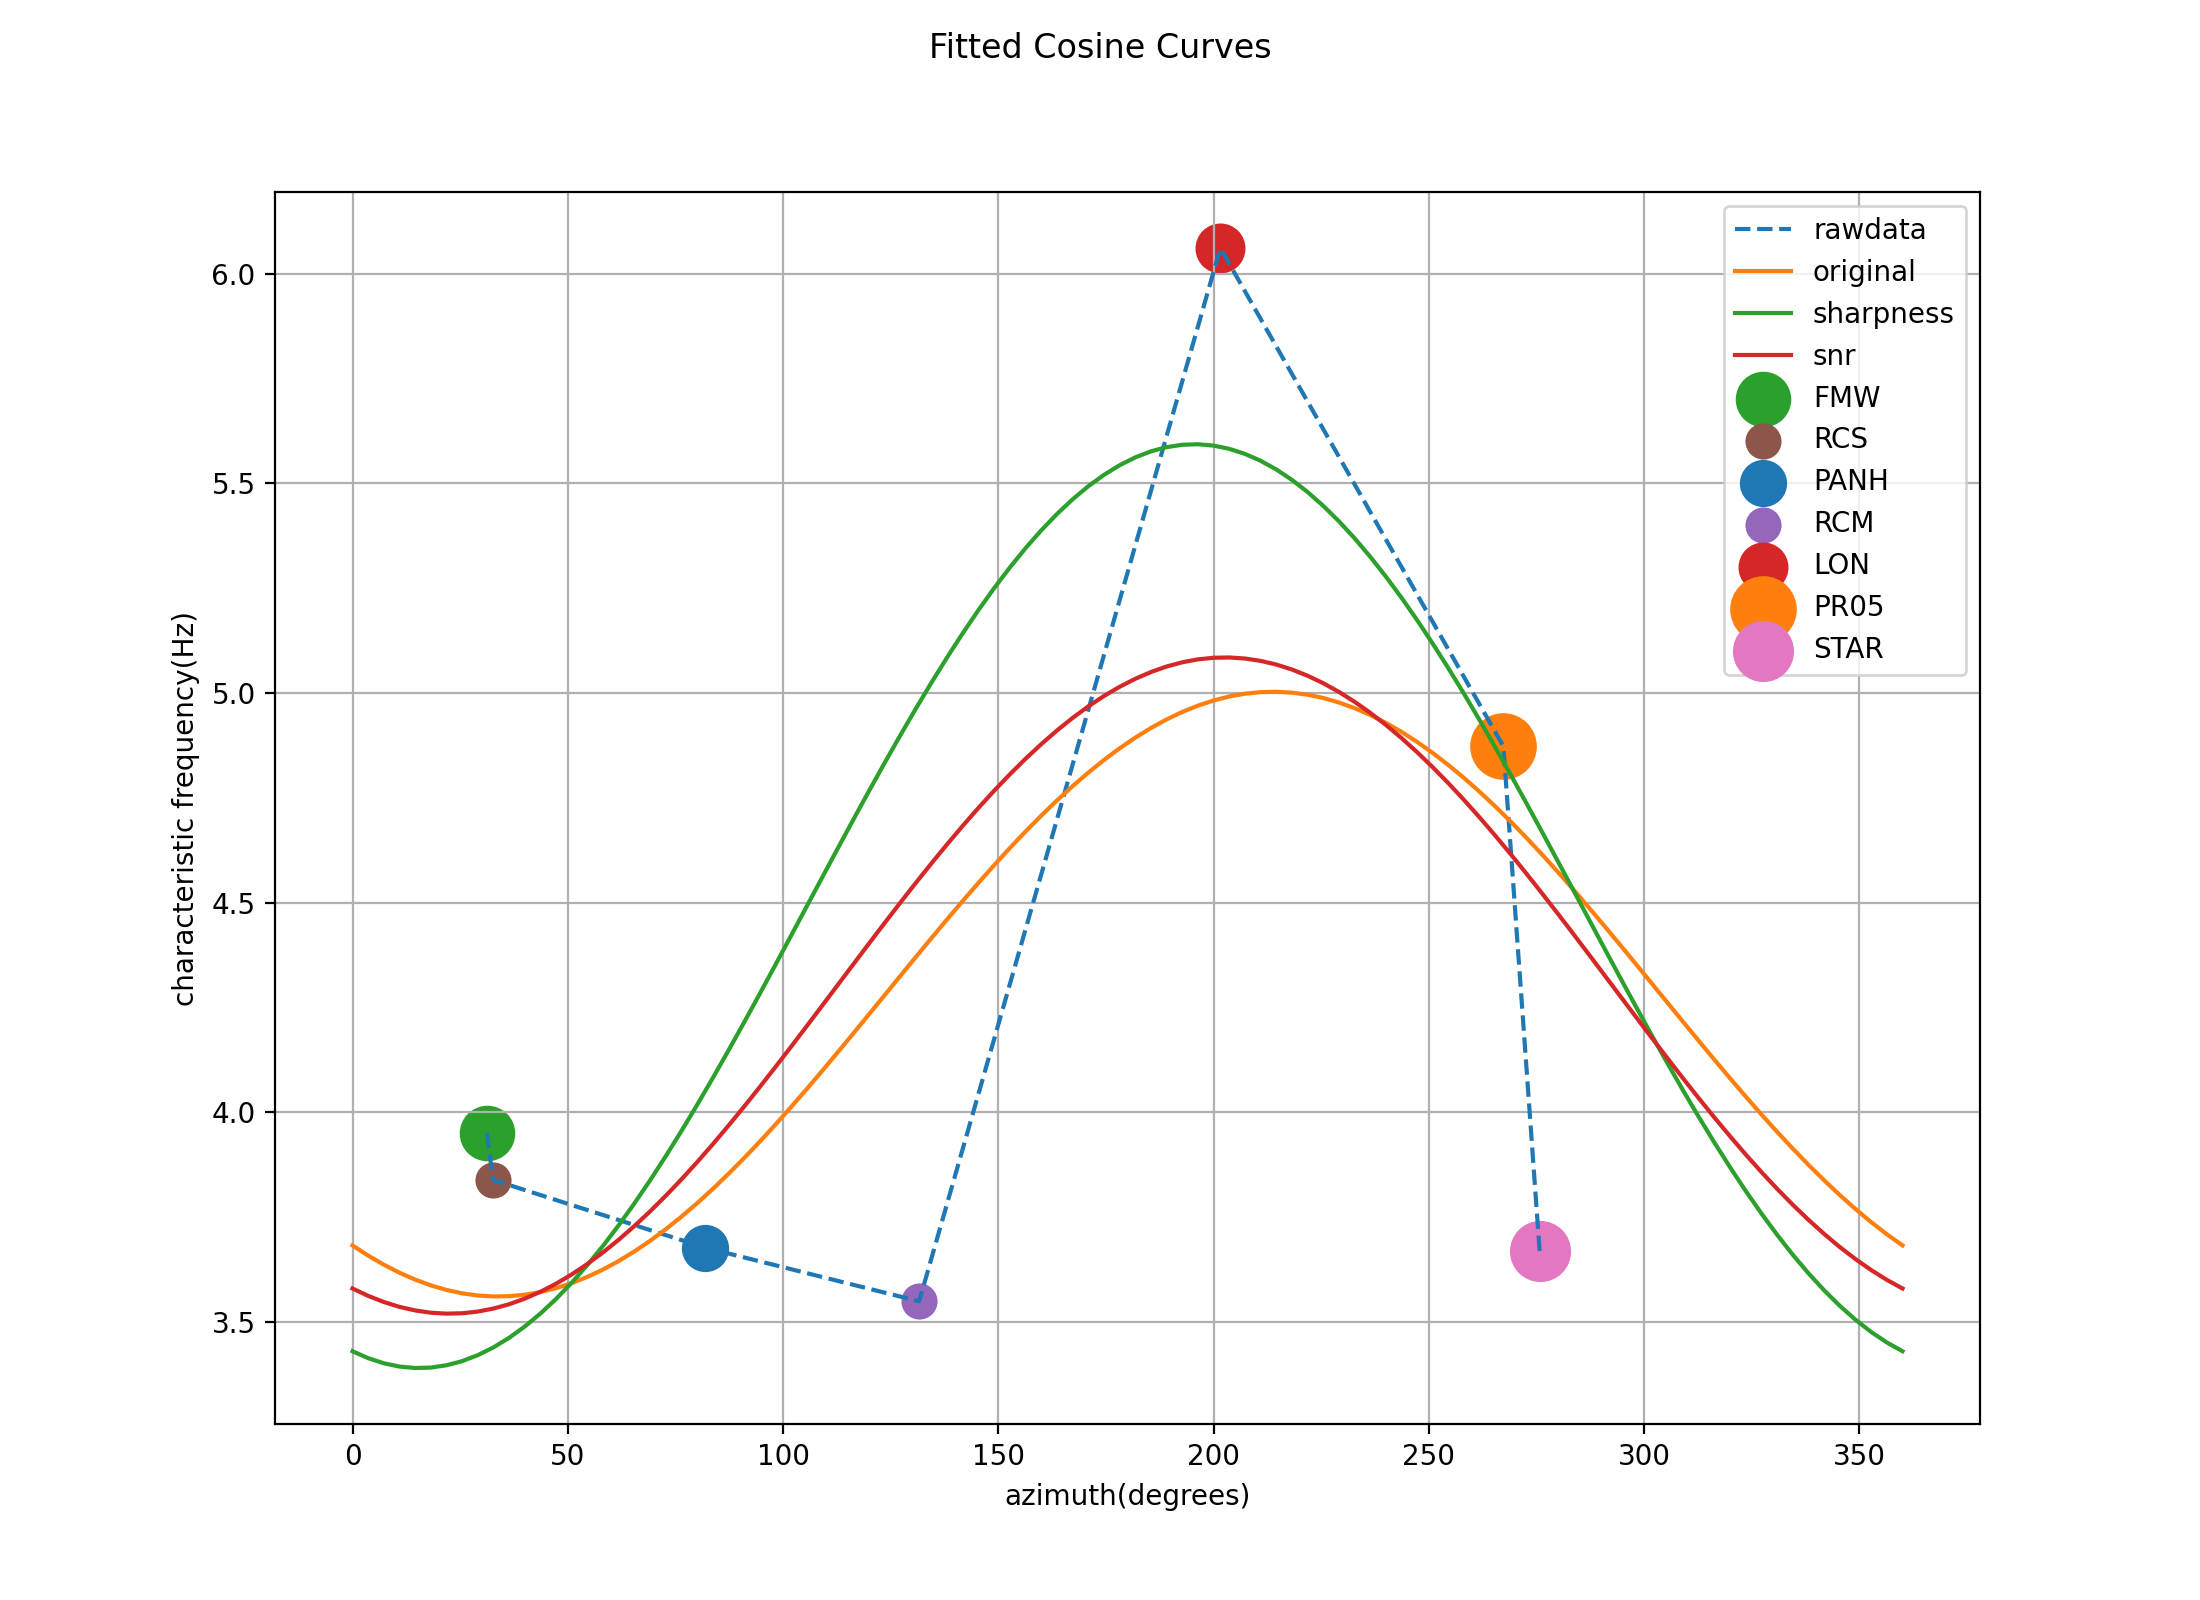 Fitted Cosine Curves
rawdata
original
sharpness
snr
FMW
RCS
PANH
RCM
LON
PR05
STAR
characteristic frequency(Hz)
6.0
5.5
5.0
4.5
4.0
3.5
0 50 100 150 200 250 300 350
azimuth(degrees)